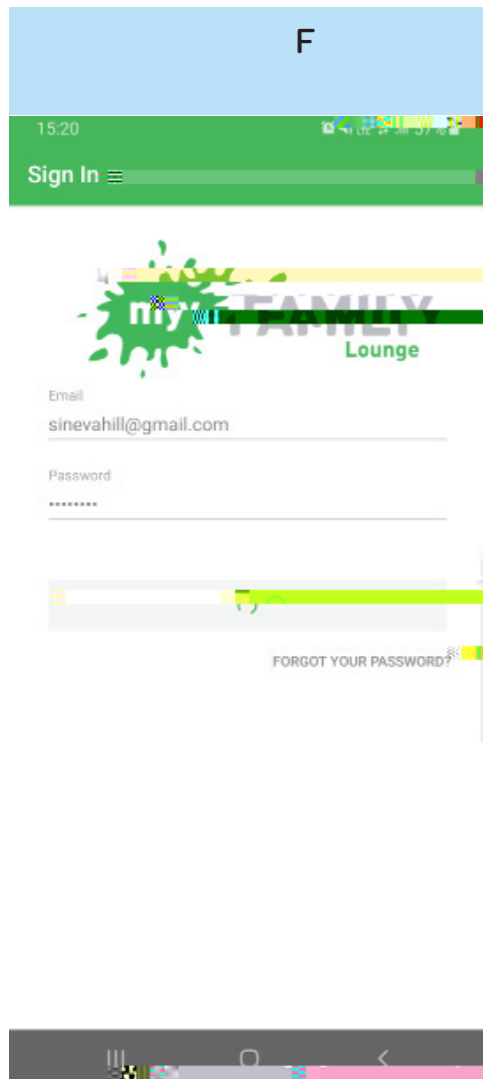 F
15:20
Sign In
my FAMILY
Lounge
Email
sinevahill@gmail.com
Password
••••••••
FORGOT YOUR PASSWORD?